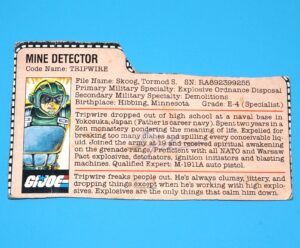 MINE DETECTOR
Code Name: TRIPWIRE
File Name: Skoog, Tormod S. SN: RA892399255
Primary Military Specialty: Explosive Ordnance Disposal
Secondary Military Specialty: Demolitions
Birthplace: Hibbing, Minnesota Grade: E-4 (Specialist)
Tripwire dropped out of high school at a naval base in
Yokosuka, Japan (Father is career navy). Spent two years in a
Zen monastery pondering the meaning of life. Expelled for
breaking too many dishes and spilling every conceivable liq-
uid. Joined the army at 19 and received spiritual awakening
on the grenade range. Proficient with all NATO and Warsaw
Pact explosives, detonators, ignition initiators and blasting
machines. Qualified Expert: M-1911A auto pistol.
Tripwire freaks people out. He's always clumsy, jittery, and
dropping things except when he's working with high explo-
sives. Explosives are the only things that calm him down.
G.I. JOE